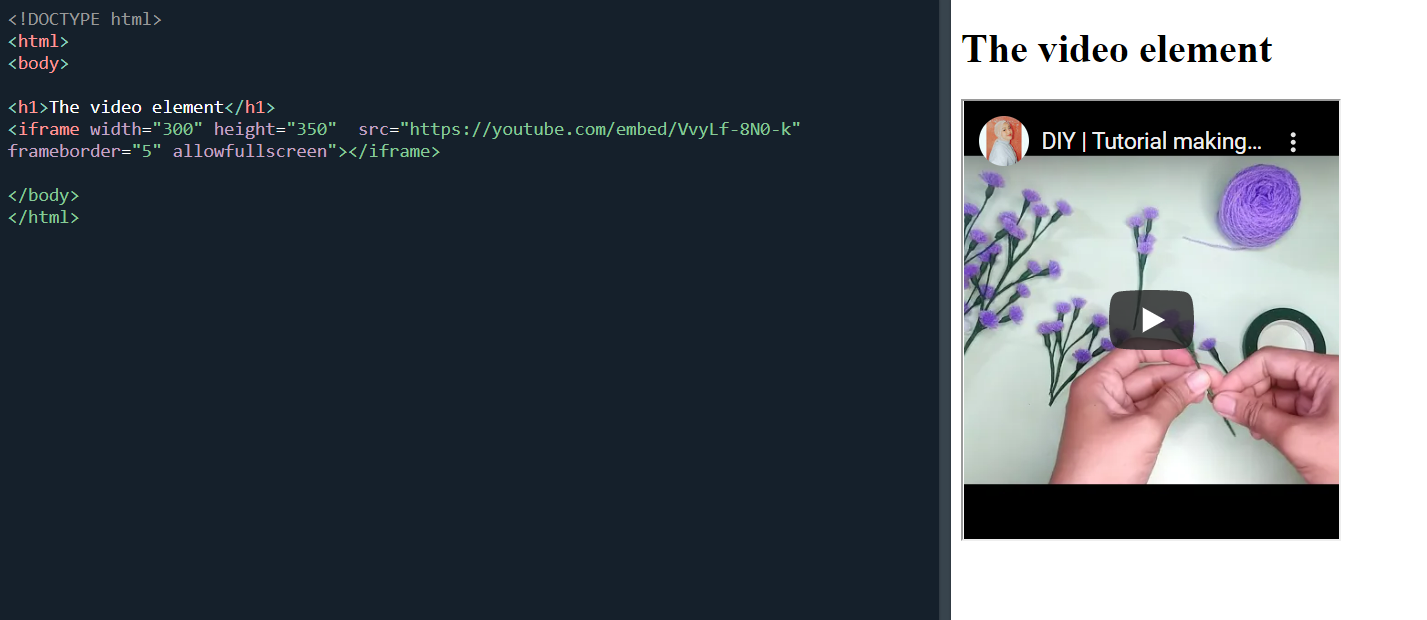 <!DOCTYPE html>
<html>
<body>
<h1>The video element</h1>
<iframe width="300" height="350"  src="https://youtube.com/embed/VvyLf-8N0-k"
frameborder="5" allowfullscreen"></iframe>
</body>
</html>
The video element
DIY | Tutorial making...